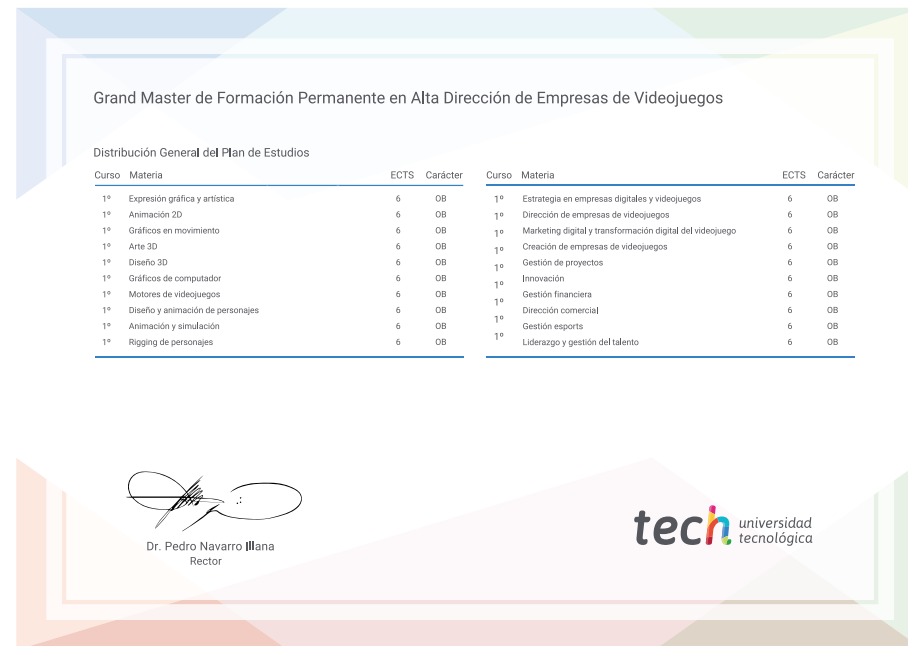 Grand Master de Formación Permanente en Alta Dirección de Empresas de Videojuegos
Distribución General del Plan de Estudios
Curso Materia ECTS Carácter
1º Expresión gráfica y artística 6 OB
1º Animación 2D 6 OB
1º Gráficos en movimiento 6 OB
1º Arte 3D 6 OB
1º Diseño 3D 6 OB
1º Gráficos de computador 6 OB
1º Motores de videojuegos 6 OB
1º Diseño y animación de personajes 6 OB
1º Animación y simulación 6 OB
1º Rigging de personajes 6 OB
Curso Materia ECTS Carácter
1º Estrategia en empresas digitales y videojuegos 6 OB
1º Dirección de empresas de videojuegos 6 OB
1º Marketing digital y transformación digital del videojuego 6 OB
1º Creación de empresas de videojuegos 6 OB
1º Gestión de proyectos 6 OB
1º Innovación 6 OB
1º Gestión financiera 6 OB
1º Dirección comercial 6 OB
1º Gestión esports 6 OB
Liderazgo y gestión del talento 6 OB
Dr. Pedro Navarro Illana
Rector
tech universidad
tecnológica